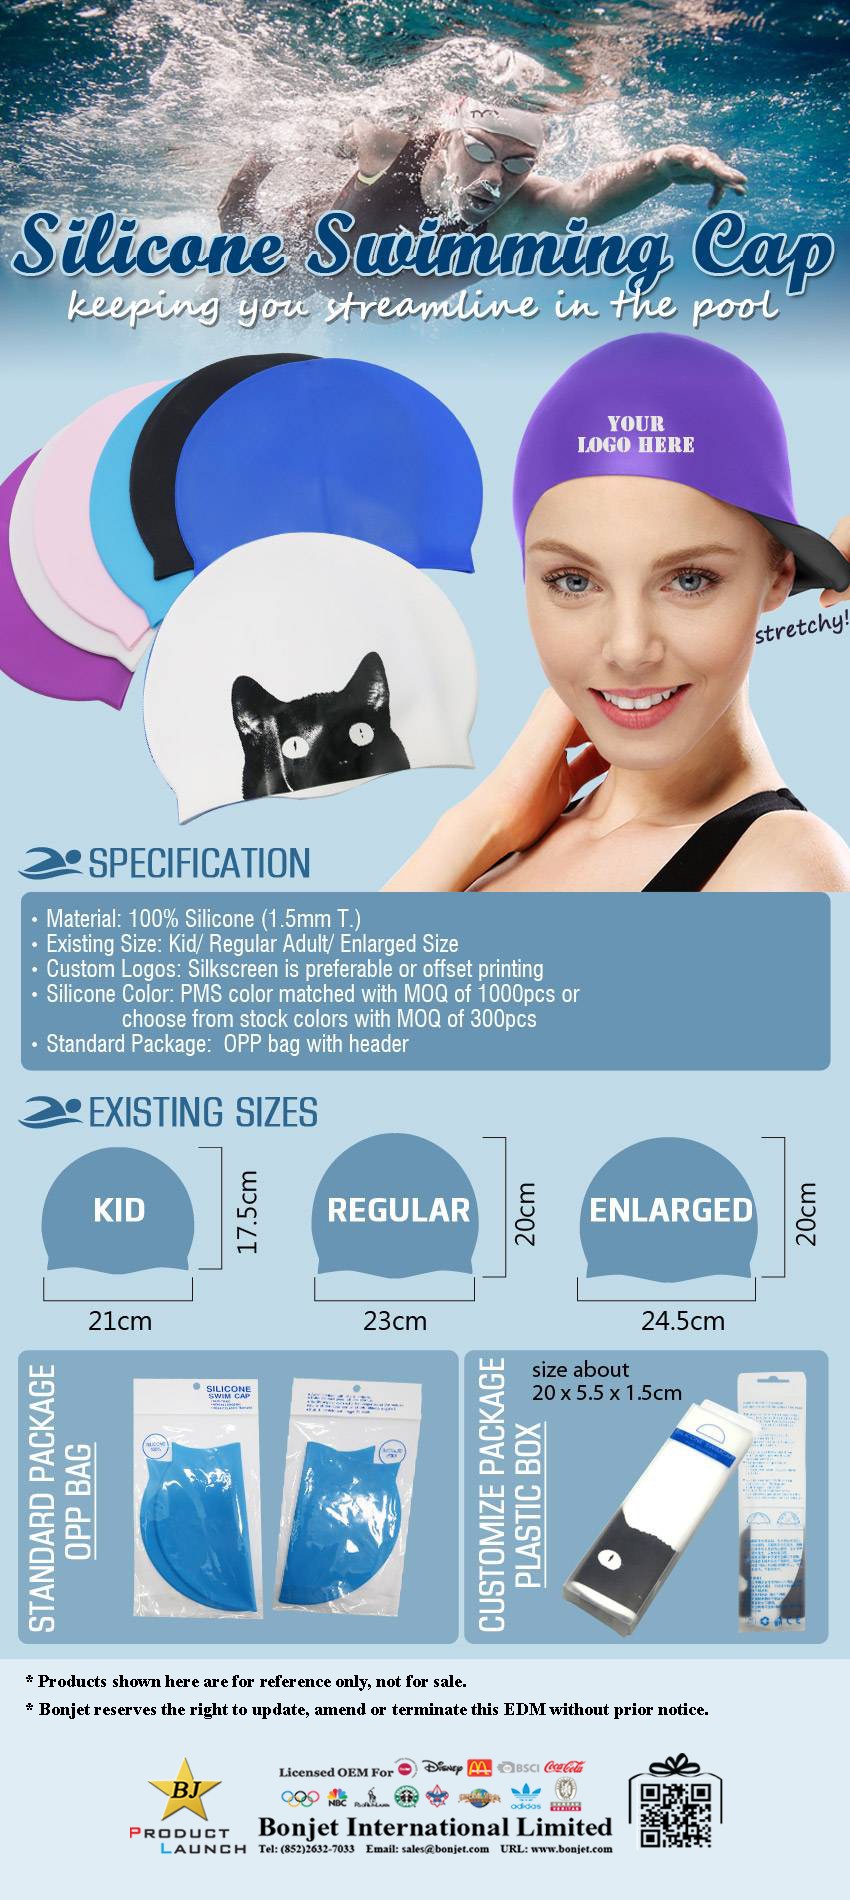 TYR
Silicone Swimming Cap
keeping you streamline in the pool
YOUR
LOGO HERE
stretchy!
SPECIFICATION
• Material: 100% Silicone (1.5mm T.)
• Existing Size: Kid/ Regular Adult/ Enlarged Size
• Custom Logos: Silkscreen is preferable or offset printing
• Silicone Color: PMS color matched with MOQ of 1000pcs or
choose from stock colors with MOQ of 300pcs
• Standard Package: OPP bag with header
EXISTING SIZES
KID
17.5cm
21cm
REGULAR
20cm
23cm
ENLARGED
20cm
24.5cm
STANDARD PACKAGE
OPP BAG
SILICONE
SWIM CAP
CUSTOMIZE PACKAGE
PLASTIC BOX
size about
20 x 5.5 x 1.5cm
* Products shown here are for reference only, not for sale.
* Bonjet reserves the right to update, amend or terminate this EDM without prior notice.
BJ
PRODUCT
LAUNCH
Licensed OEM For
Disney
BSCI
Coca-Cola
NBC
adidas
Bonjet International Limited
Tel: (852)2632-7033 Email: sales@bonjet.com URL: www.bonjet.com